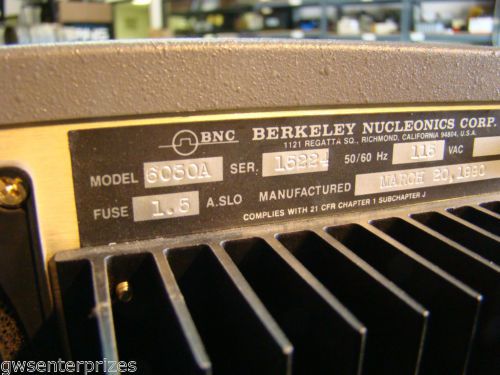 BNC BERKELEY NUCLEONICS CORP.
1121 REGATTA SQ., RICHMOND, CALIFORNIA 94804, U.S.A.
MODEL 6030A SER. 15224 50/60 Hz 115 VAC
FUSE 1.5 A.SLO MANUFACTURED MARCH 20, 1990
COMPLIES WITH 21 CFR CHAPTER 1 SUBCHAPTER J
gwsenterprizes